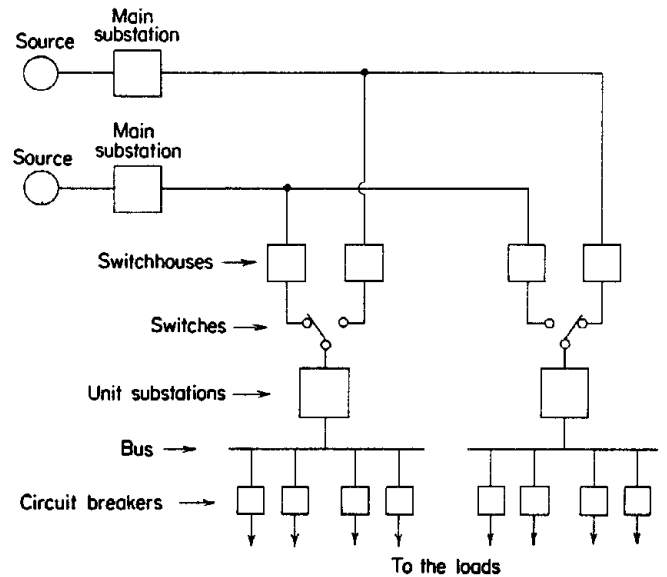 Main
substation
Source
Main
substation
Source
Switchhouses
Switches
Unit substations
Bus
Circuit breakers
To the loads